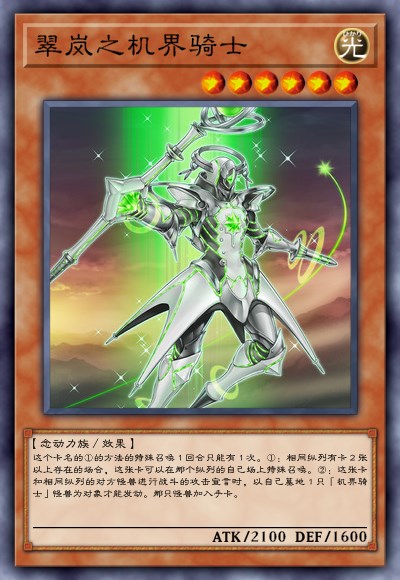 翠岚之机界骑士
光
【念动力族／效果】
这个卡名的①的方法的特殊召唤1回合只能有1次。①：相同纵列有卡2张
以上存在的场合，这张卡可以在那个纵列的自己场上特殊召唤。②：这张卡
和相同纵列的对方怪兽进行战斗的攻击宣言时，以自己墓地1只「机界骑
士」怪兽为对象才能发动。那只怪兽加入手卡。
ATK/2100 DEF/1600